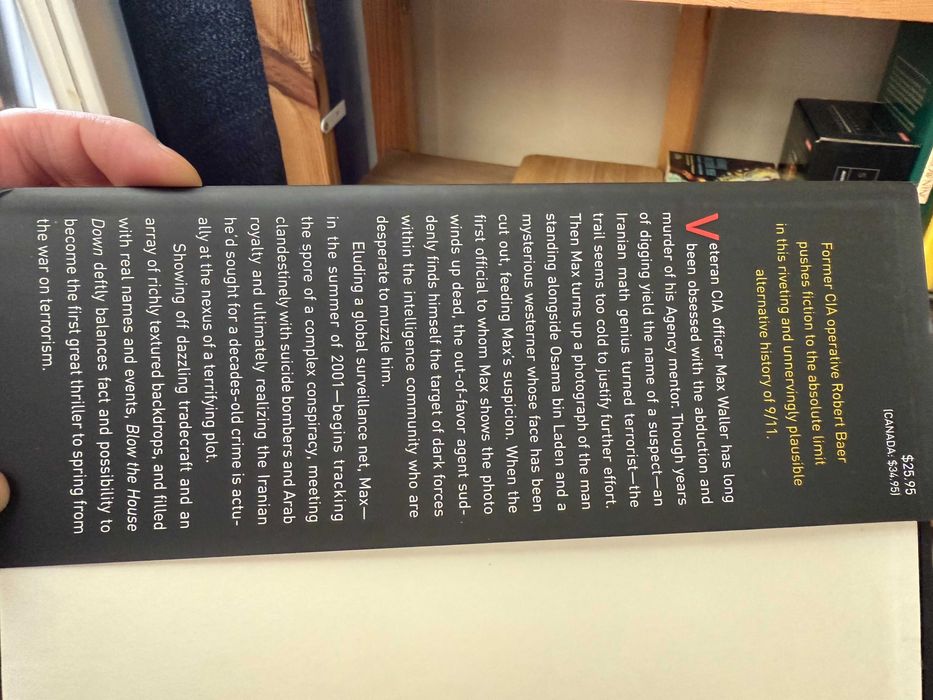 $25.95
(CANADA: $34.95)
Former CIA operative Robert Baer
pushes fiction to the absolute limit
in this riveting and unnervingly plausible
alternative history of 9/11.
Veteran CIA officer Max Waller has long
been obsessed with the abduction and
murder of his Agency mentor. Though years
of digging yield the name of a suspect—an
Iranian math genius turned terrorist—the
trail seems too cold to justify further effort.
Then Max turns up a photograph of the man
standing alongside Osama bin Laden and a
mysterious westerner whose face has been
cut out, feeding Max's suspicion. When the
first official to whom Max shows the photo
winds up dead, the out-of-favor agent sud-
denly finds himself the target of dark forces
within the intelligence community who are
desperate to muzzle him.
Eluding a global surveillance net, Max—
in the summer of 2001—begins tracking
the spore of a complex conspiracy, meeting
clandestinely with suicide bombers and Arab
royalty and ultimately realizing the Iranian
he'd sought for a decades-old crime is actu-
ally at the nexus of a terrifying plot.
Showing off dazzling tradecraft and an
array of richly textured backdrops, and filled
with real names and events, Blow the House
Down deftly balances fact and possibility to
become the first great thriller to spring from
the war on terrorism.